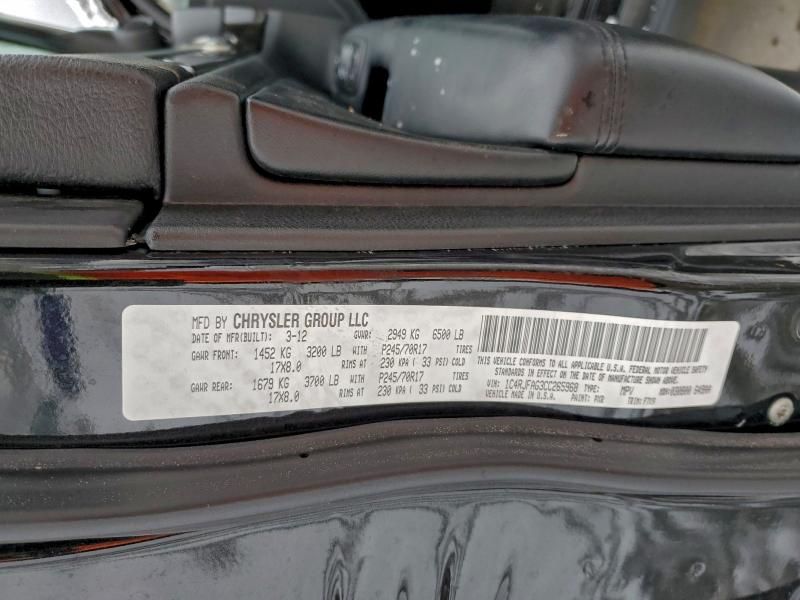 MFD BY CHRYSLER GROUP LLC
DATE OF MFR(BUILT): 3-12 GVWR: 2949 KG 6500 LB
GAWR FRONT: 1452 KG 3200 LB WITH P245/70R17 TIRES
17X8.0 RIMS AT 230 KPA ( 33 PSI) COLD
GAWR REAR: 1679 KG 3700 LB WITH P245/70R17 TIRES
17X8.0 RIMS AT 230 KPA ( 33 PSI) COLD
THIS VEHICLE CONFORMS TO ALL APPLICABLE U.S.A. FEDERAL MOTOR VEHICLE SAFETY
STANDARDS IN EFFECT ON THE DATE OF MANUFACTURE SHOWN ABOVE.
VIN: 1C4RJFAG3CC265968 TYPE: MPV
VEHICLE MADE IN U.S.A. PAINT: PXR TRIM: